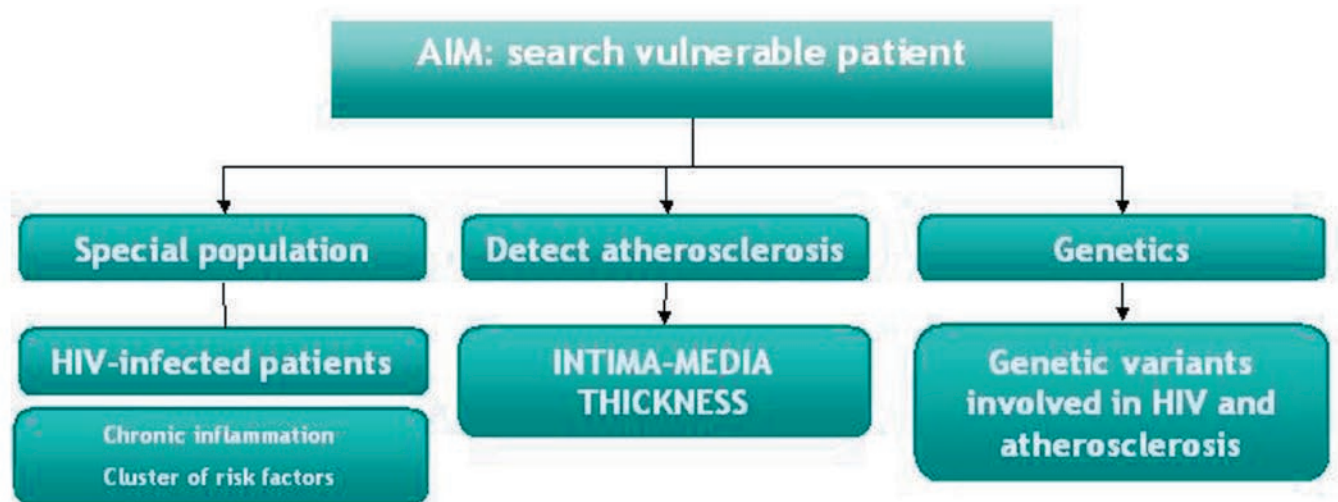 AIM: search vulnerable patient
Special population
Detect atherosclerosis
Genetics
HIV-infected patients
INTIMA-MEDIA
THICKNESS
Genetic variants
involved in HIV and
atherosclerosis
Chronic inflammation
Cluster of risk factors